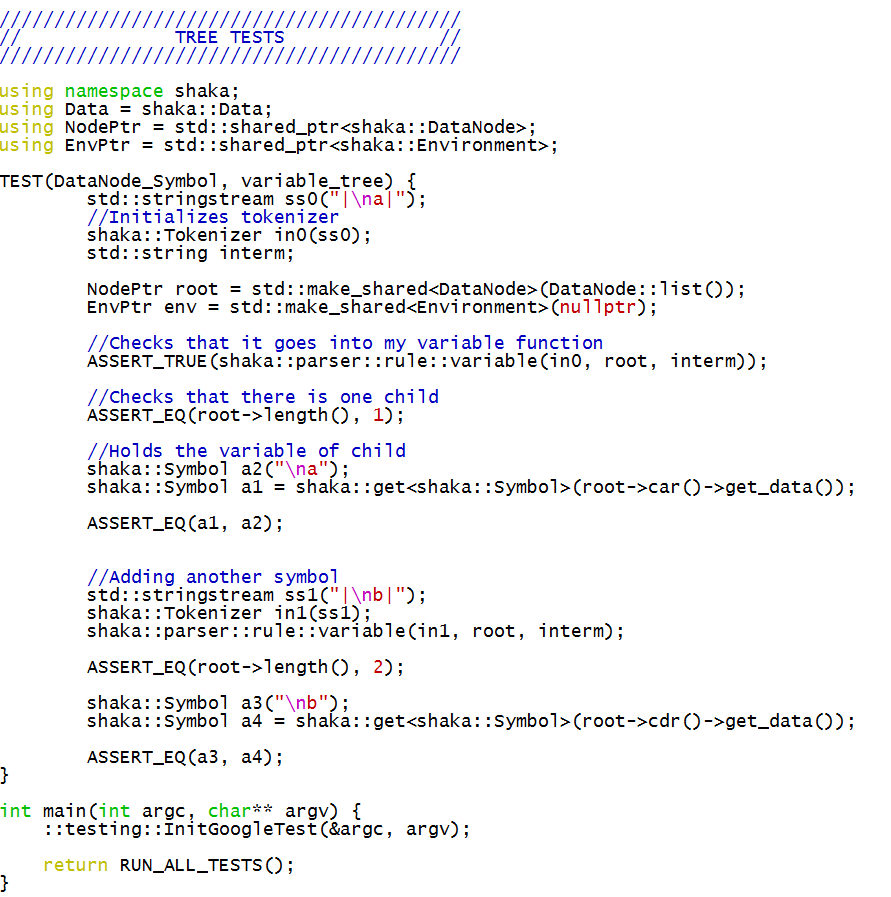 //////////////////////////////////////////
//              TREE TESTS              //
//////////////////////////////////////////
using namespace shaka;
using Data = shaka::Data;
using NodePtr = std::shared_ptr<shaka::DataNode>;
using EnvPtr = std::shared_ptr<shaka::Environment>;
TEST(DataNode_Symbol, variable_tree) {
        std::stringstream ss0("|\na|");
        //Initializes tokenizer
        shaka::Tokenizer in0(ss0);
        std::string interm;
        NodePtr root = std::make_shared<DataNode>(DataNode::list());
        EnvPtr env = std::make_shared<Environment>(nullptr);
        //Checks that it goes into my variable function
        ASSERT_TRUE(shaka::parser::rule::variable(in0, root, interm));
        //Checks that there is one child
        ASSERT_EQ(root->length(), 1);
        //Holds the variable of child
        shaka::Symbol a2("\na");
        shaka::Symbol a1 = shaka::get<shaka::Symbol>(root->car()->get_data());
        ASSERT_EQ(a1, a2);
        //Adding another symbol
        std::stringstream ss1("|\nb|");
        shaka::Tokenizer in1(ss1);
        shaka::parser::rule::variable(in1, root, interm);
        ASSERT_EQ(root->length(), 2);
        shaka::Symbol a3("\nb");
        shaka::Symbol a4 = shaka::get<shaka::Symbol>(root->cdr()->get_data());
        ASSERT_EQ(a3, a4);
}
int main(int argc, char** argv) {
    ::testing::InitGoogleTest(&argc, argv);
    return RUN_ALL_TESTS();
}